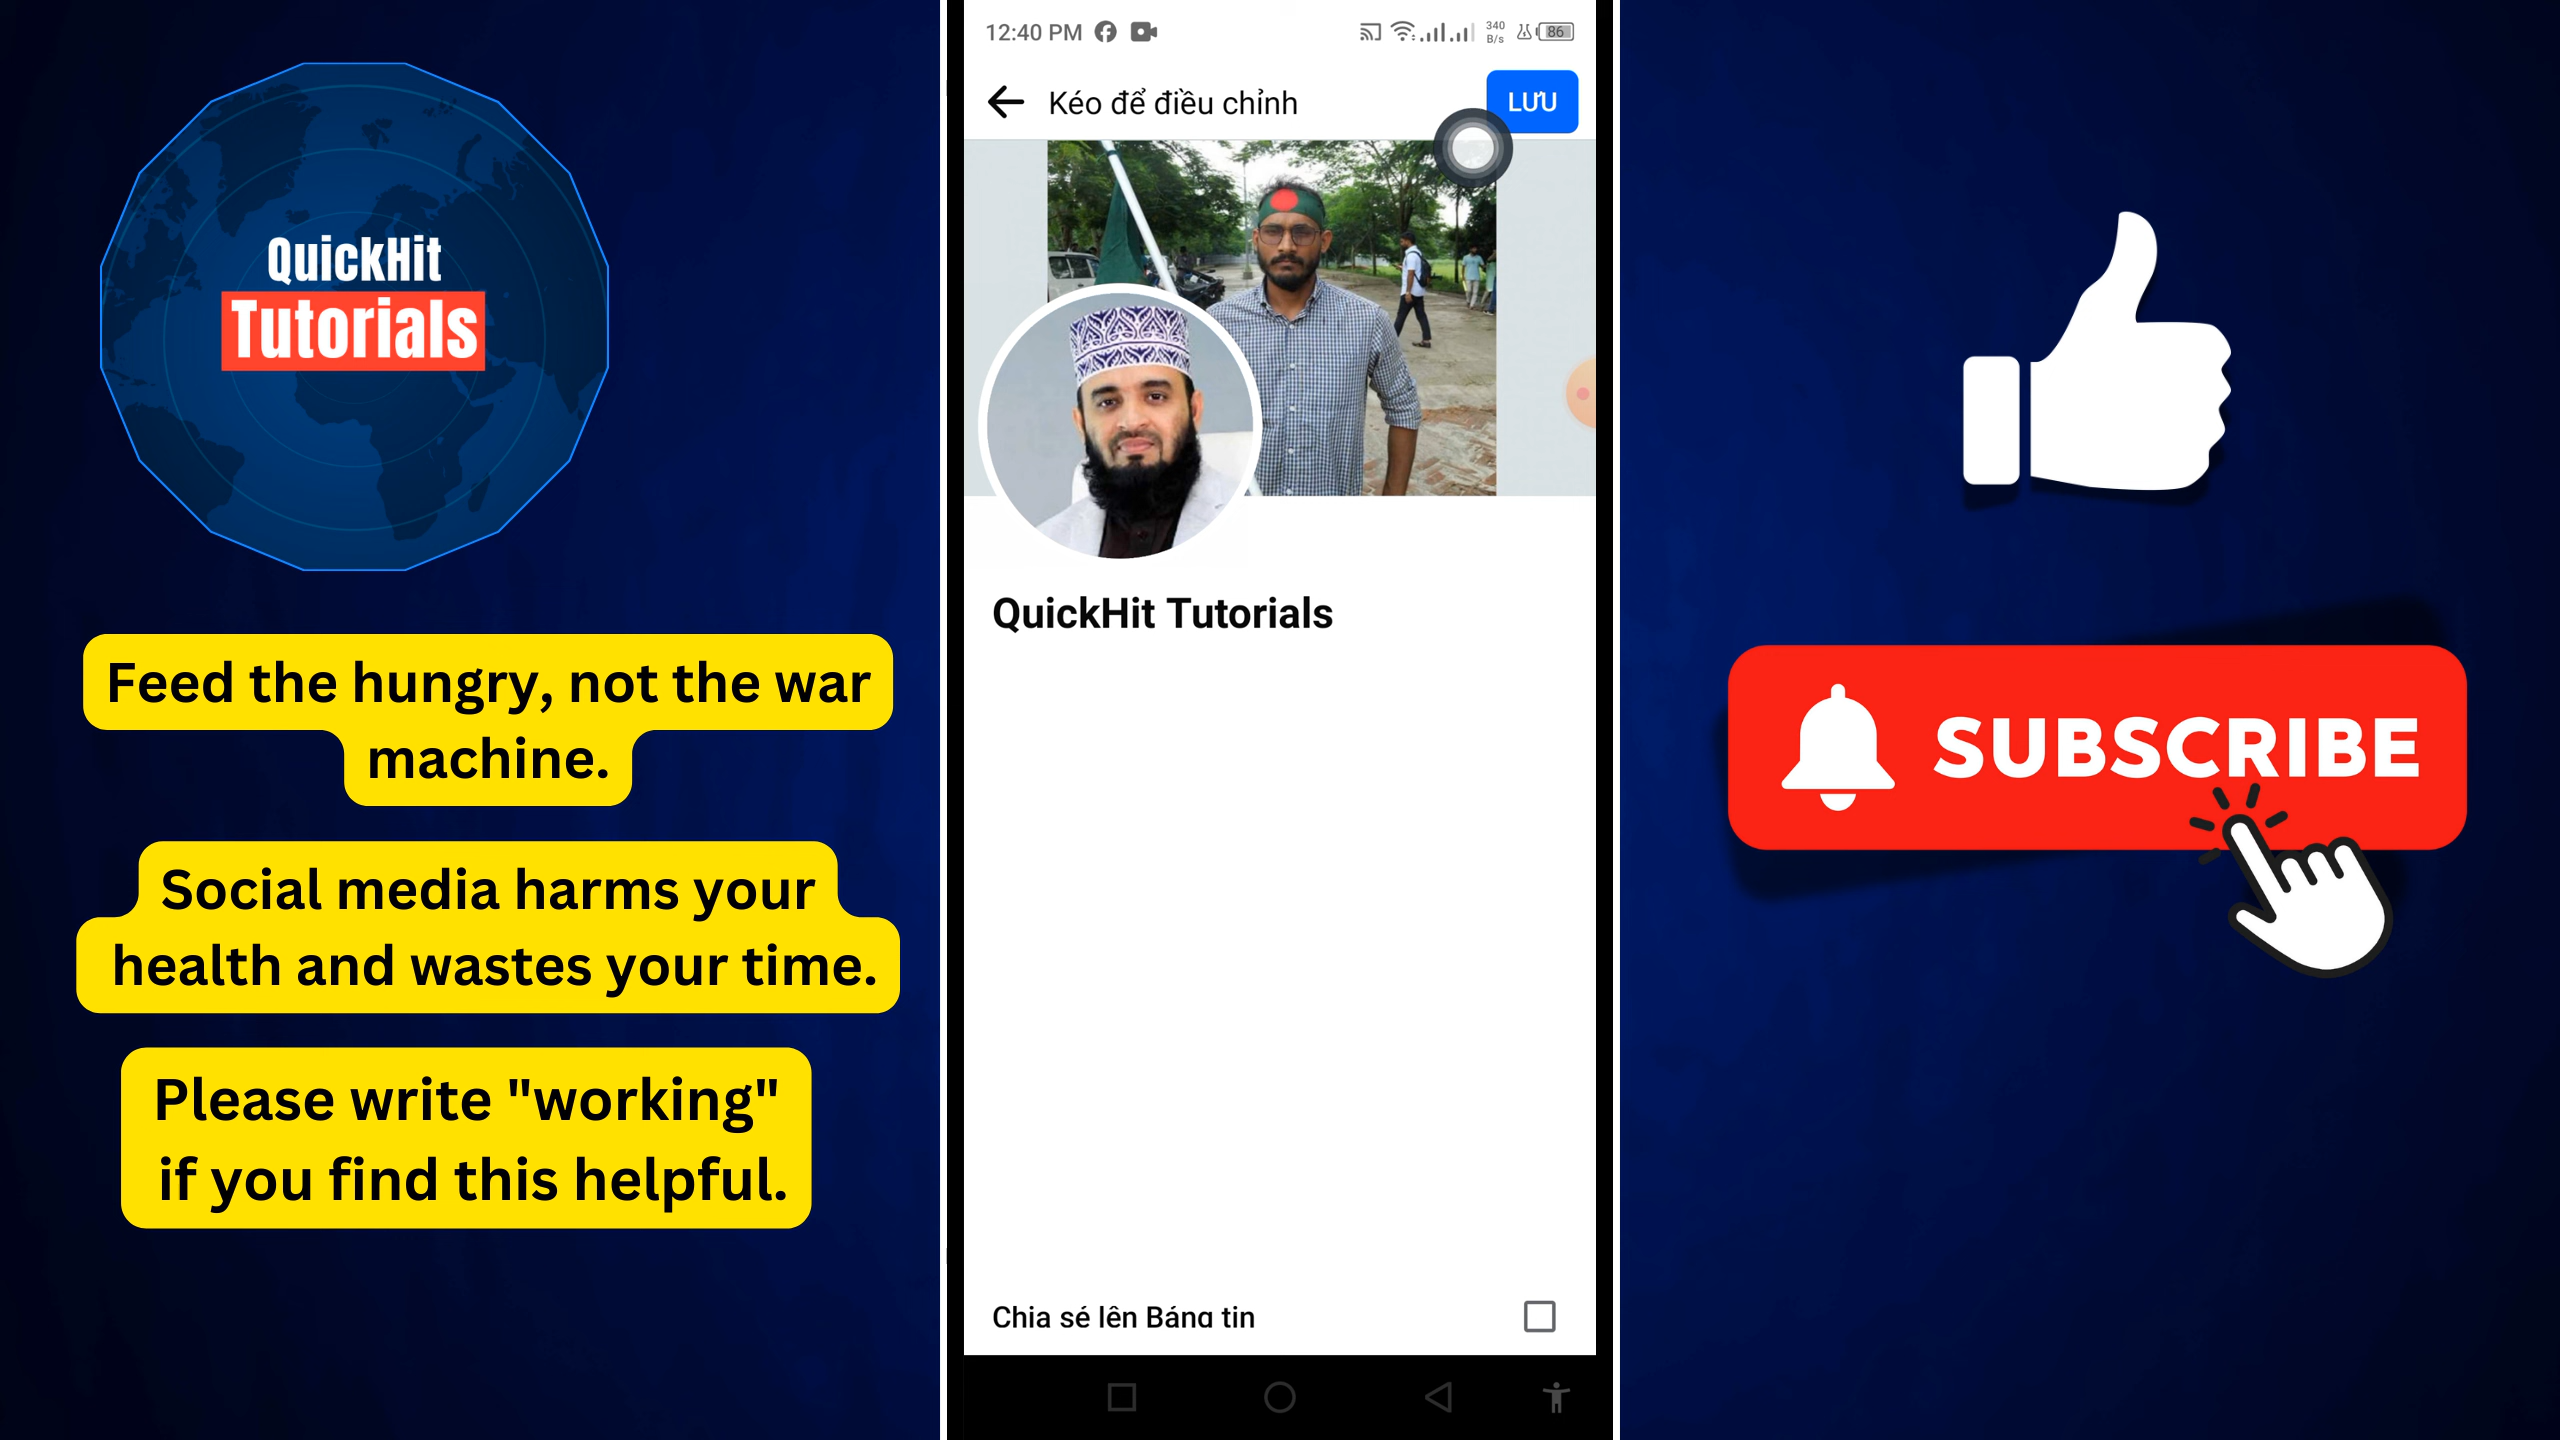 QuickHit
Tutorials
Feed the hungry, not the war
machine.
Social media harms your
health and wastes your time.
Please write "working"
if you find this helpful.
12:40 PM
340
B/s
86
Kéo để điều chỉnh
LƯU
QuickHit Tutorials
Chia sẻ lên Bảng tin
SUBSCRIBE